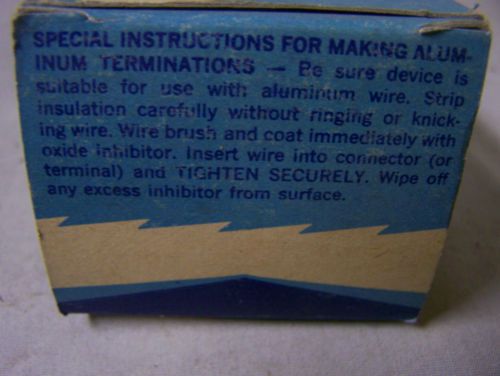 SPECIAL INSTRUCTIONS FOR MAKING ALUM-
INUM TERMINATIONS — Be sure device is
suitable for use with aluminum wire. Strip
insulation carefully without ringing or knick-
ing wire. Wire brush and coat immediately with
oxide inhibitor. Insert wire into connector (or
terminal) and TIGHTEN SECURELY. Wipe off
any excess inhibitor from surface.